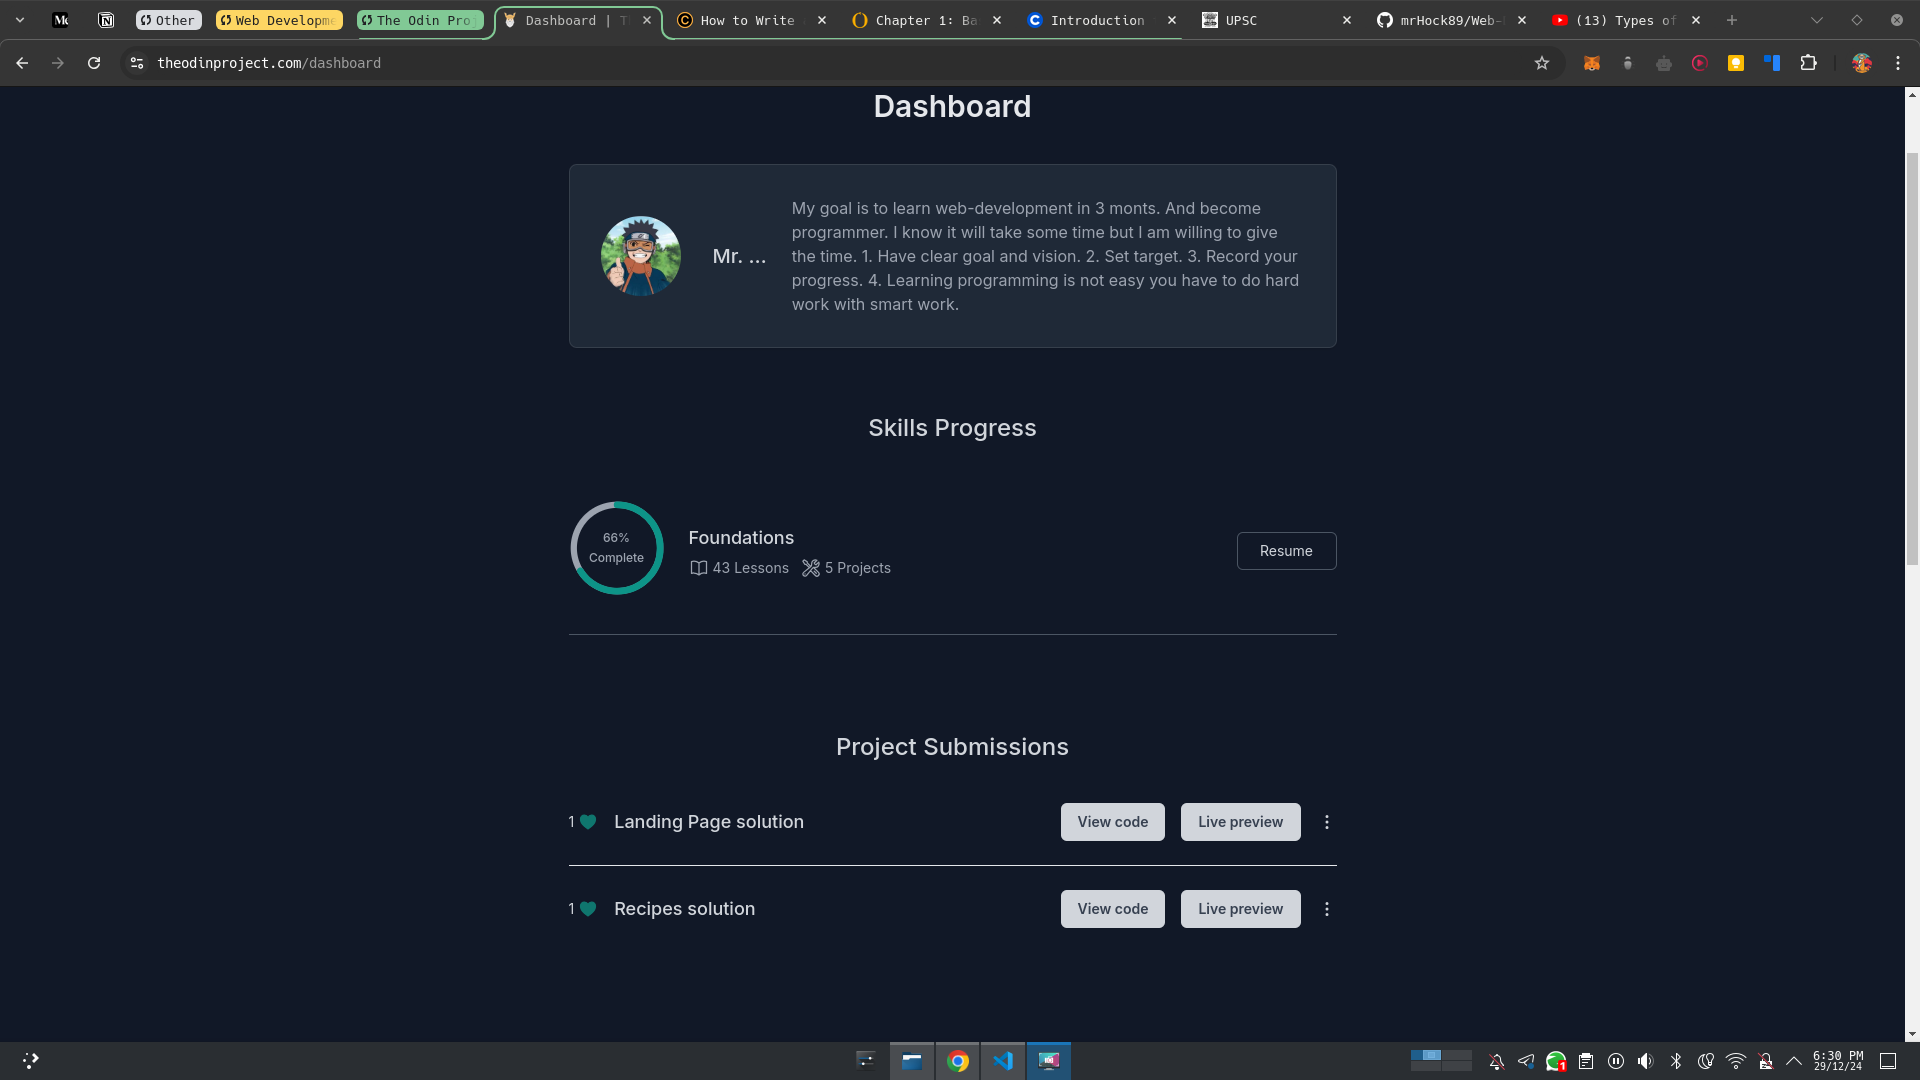 Other
Web Developme
The Odin Proj
Dashboard | T
How to Write
Chapter 1: Ba
Introduction
UPSC
mrHock89/Web-
(13) Types of
theodinproject.com/dashboard
Dashboard
Mr. ...
My goal is to learn web-development in 3 monts. And become
programmer. I know it will take some time but I am willing to give
the time. 1. Have clear goal and vision. 2. Set target. 3. Record your
progress. 4. Learning programming is not easy you have to do hard
work with smart work.
Skills Progress
66%
Complete
Foundations
43 Lessons 5 Projects
Resume
Project Submissions
1 Landing Page solution View code Live preview
1 Recipes solution View code Live preview
6:30 PM
29/12/24